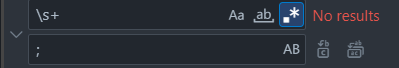 \s+ Aa ab No results
; AB